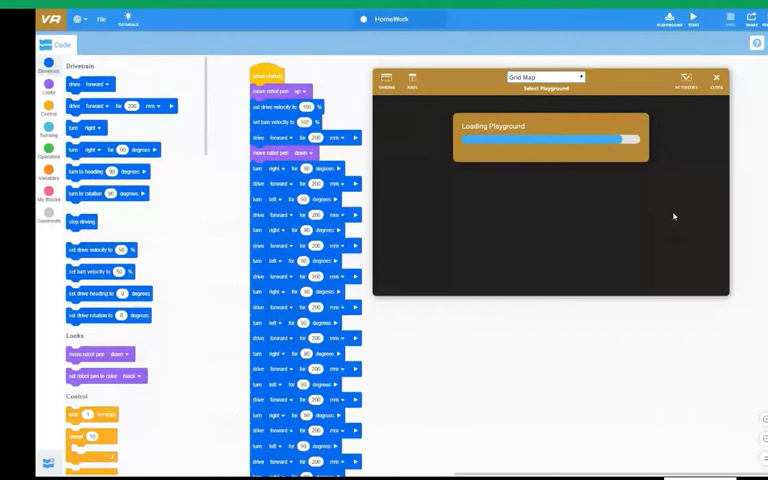 VR File TUTORIALS HomeWork PLAYGROUND START SHARE
Code
Drivetrain
drive forward
drive forward for 200 mm
turn right
turn right for 90 degrees
turn to heading 90 degrees
turn to rotation 90 degrees
stop driving
set drive velocity to 50 %
set turn velocity to 50 %
set drive heading to 0 degrees
set drive rotation to 0 degrees
Looks
move robot pen down
set robot pen to color black
Control
wait 1 seconds
repeat 10
Drivetrain
Looks
Control
Sensing
Operators
Variables
My Blocks
Comments
when started
move robot pen up
set drive velocity to 100 %
set turn velocity to 100 %
drive forward for 200 mm
move robot pen down
turn right for 90 degrees
drive forward for 200 mm
turn left for 90 degrees
drive forward for 200 mm
turn right for 90 degrees
drive forward for 200 mm
turn left for 90 degrees
drive forward for 200 mm
turn right for 90 degrees
drive forward for 200 mm
turn left for 90 degrees
drive forward for 200 mm
turn right for 90 degrees
drive forward for 200 mm
turn left for 90 degrees
drive forward for 200 mm
turn right for 90 degrees
drive forward for 200 mm
turn left for 90 degrees
drive forward for 200 mm
Grid Map
Select Playground
ACTIVITIES CLOSE
Loading Playground